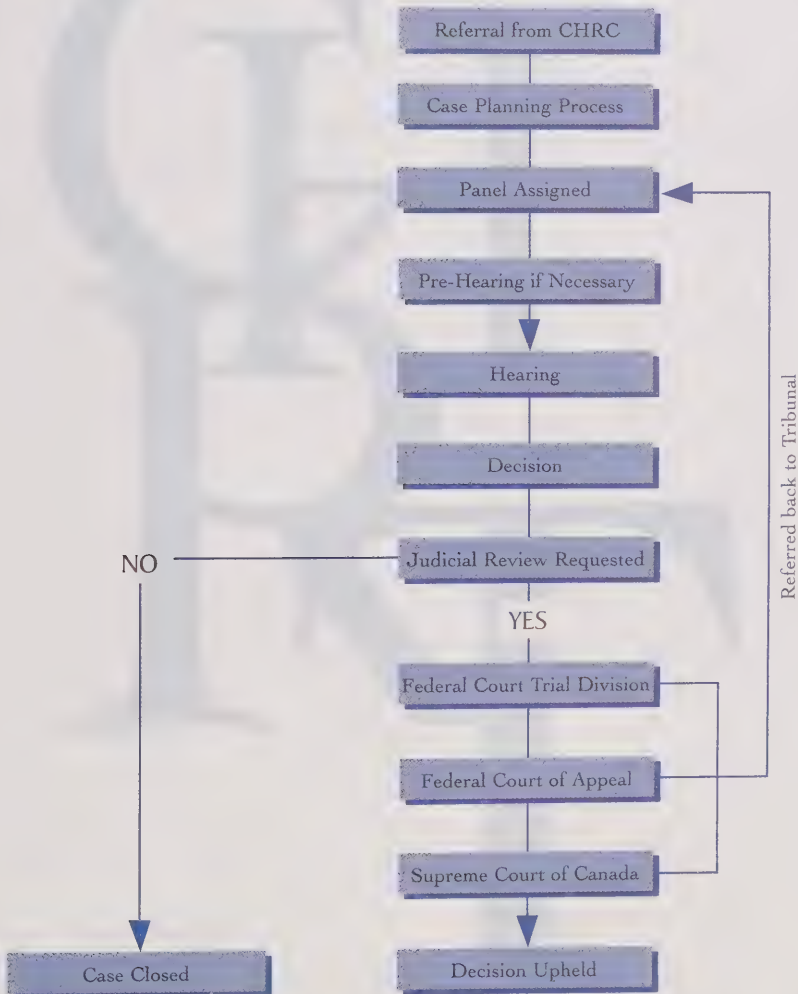 Referral from CHRC
Case Planning Process
Panel Assigned
Pre-Hearing if Necessary
Hearing
Decision
Judicial Review Requested
NO
YES
Federal Court Trial Division
Federal Court of Appeal
Supreme Court of Canada
Referred back to Tribunal
Case Closed
Decision Upheld